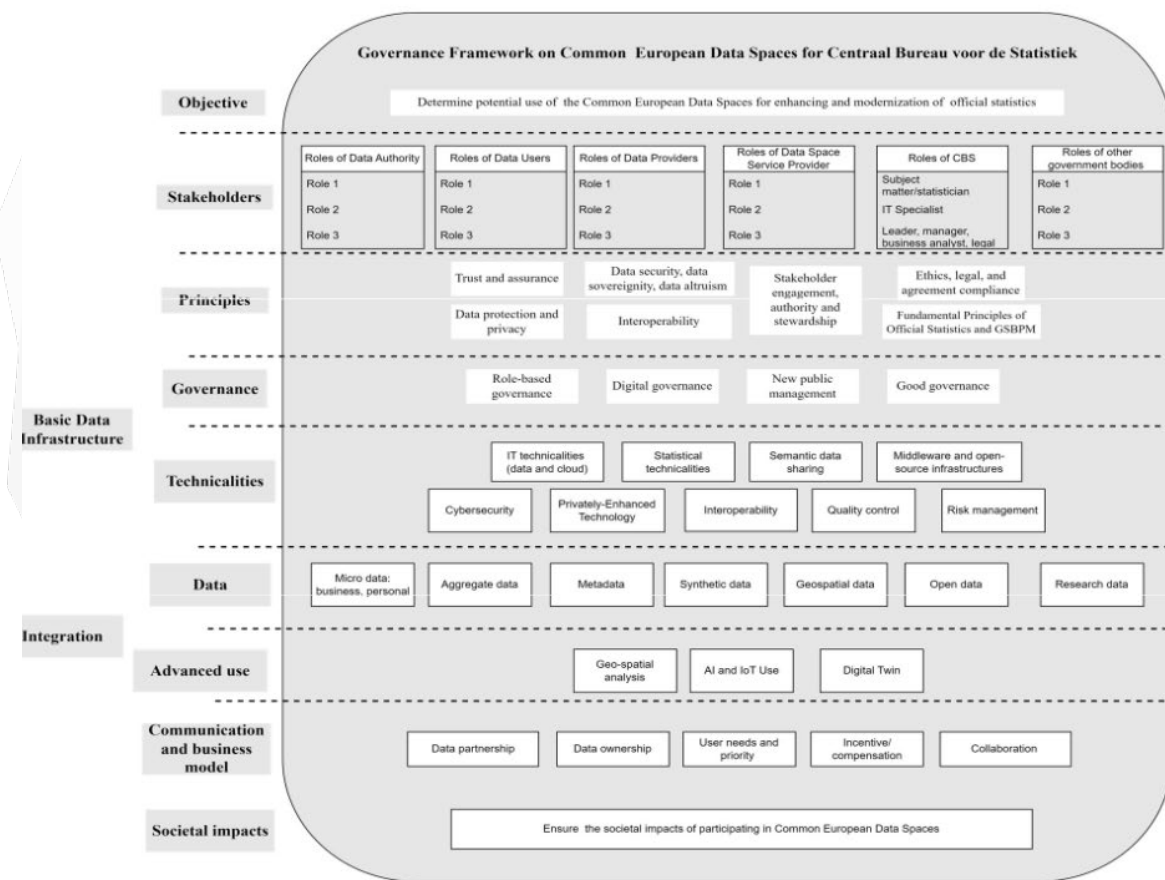 Governance Framework on Common European Data Spaces for Centraal Bureau voor de Statistiek
Objective
Determine potential use of the Common European Data Spaces for enhancing and modernization of official statistics
Stakeholders
Roles of Data Authority
Role 1
Role 2
Role 3
Roles of Data Users
Role 1
Role 2
Role 3
Roles of Data Providers
Role 1
Role 2
Role 3
Roles of Data Space
Service Provider
Role 1
Role 2
Role 3
Roles of CBS
Subject
matter/statistician
IT Specialist
Leader, manager,
business analyst, legal
Roles of other
government bodies
Role 1
Role 2
Role 3
Principles
Trust and assurance
Data security, data
sovereignity, data altruism
Stakeholder
engagement,
authority and
stewardship
Ethics, legal, and
agreement compliance
Data protection and
privacy
Interoperability
Fundamental Principles of
Official Statistics and GSBPM
Governance
Role-based
governance
Digital governance
New public
management
Good governance
Basic Data
Infrastructure
Technicalities
IT technicalities
(data and cloud)
Statistical
technicalities
Semantic data
sharing
Middleware and open-
source infrastructures
Cybersecurity
Privately-Enhanced
Technology
Interoperability
Quality control
Risk management
Data
Micro data:
business, personal
Aggregate data
Metadata
Synthetic data
Geospatial data
Open data
Research data
Integration
Advanced use
Geo-spatial
analysis
AI and IoT Use
Digital Twin
Communication
and business
model
Data partnership
Data ownership
User needs and
priority
Incentive/
compensation
Collaboration
Societal impacts
Ensure the societal impacts of participating in Common European Data Spaces